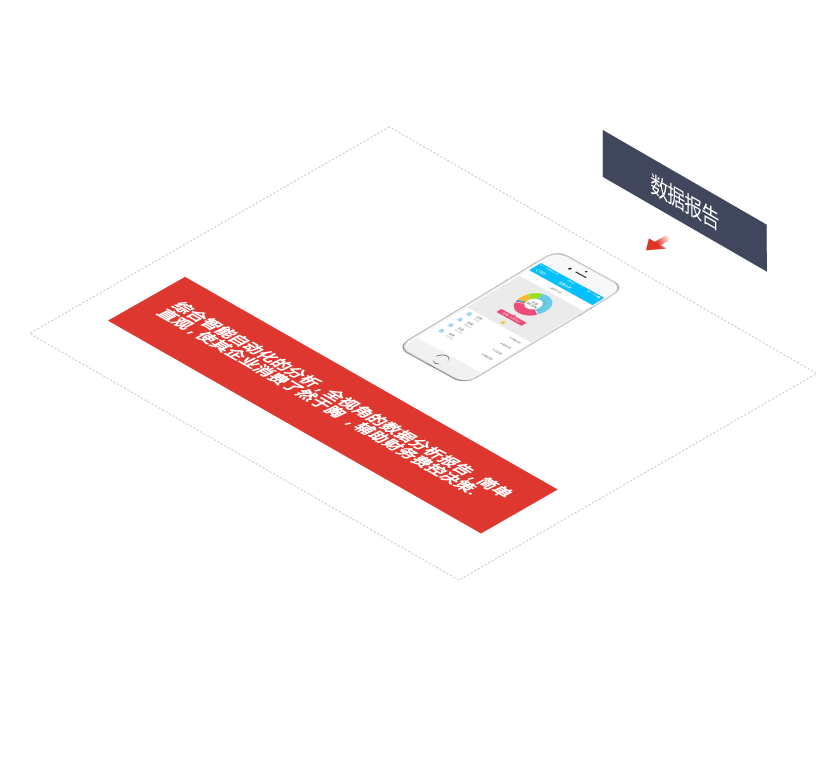 数据报告
综合智能自动化的分析，全视角的数据分析报告，简单
直观，使其企业消费了然于胸，辅助财务费控决策.